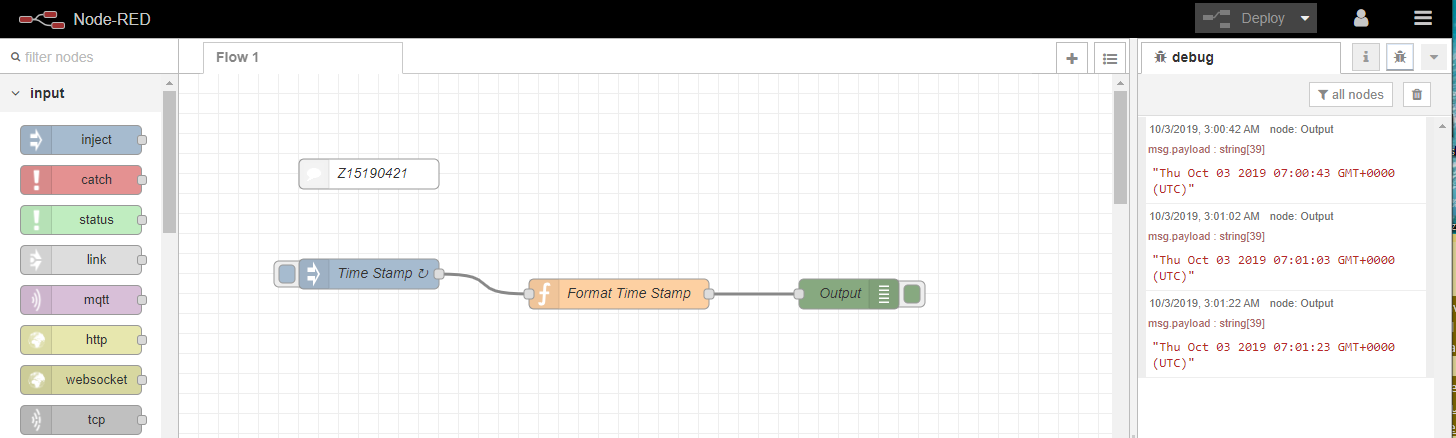 Node-RED
Deploy
filter nodes
Flow 1
debug
i
all nodes
input
inject
catch
status
link
mqtt
http
websocket
tcp
Z15190421
Time Stamp ↻
Format Time Stamp
Output
10/3/2019, 3:00:42 AM node: Output
msg.payload : string[39]
"Thu Oct 03 2019 07:00:43 GMT+0000
(UTC)"
10/3/2019, 3:01:02 AM node: Output
msg.payload : string[39]
"Thu Oct 03 2019 07:01:03 GMT+0000
(UTC)"
10/3/2019, 3:01:22 AM node: Output
msg.payload : string[39]
"Thu Oct 03 2019 07:01:23 GMT+0000
(UTC)"